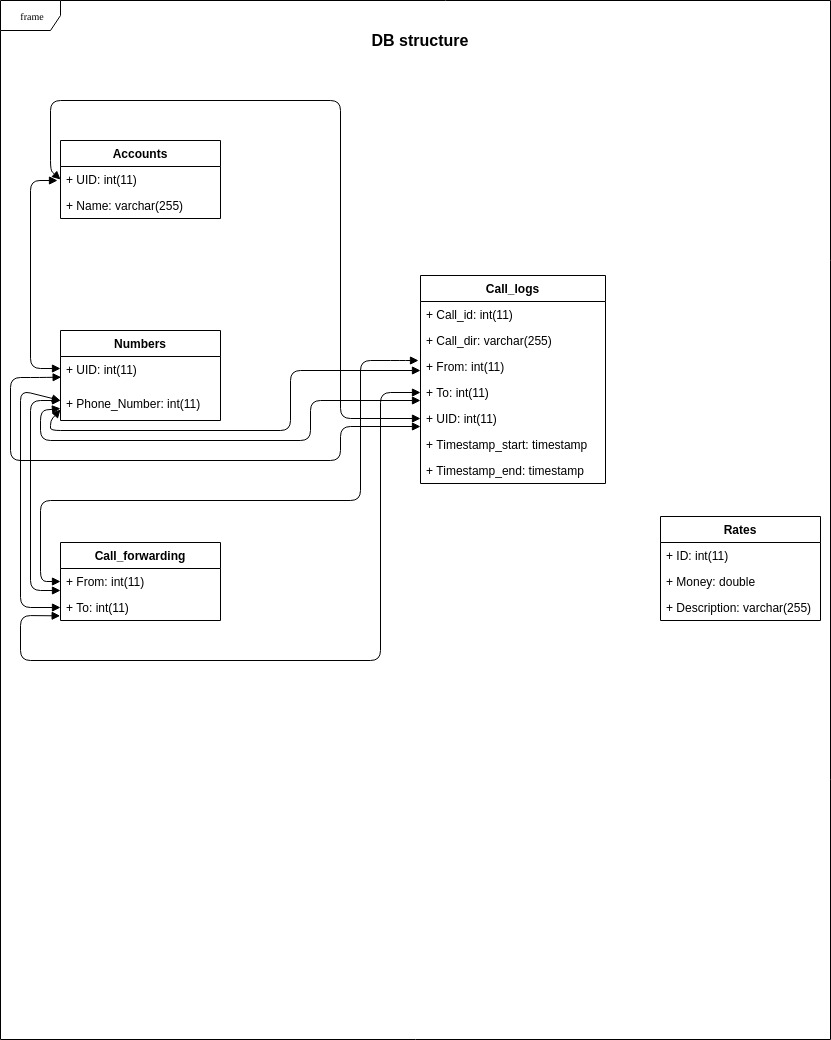 frame
DB structure
Accounts
+ UID: int(11)
+ Name: varchar(255)
Numbers
+ UID: int(11)
+ Phone_Number: int(11)
Call_logs
+ Call_id: int(11)
+ Call_dir: varchar(255)
+ From: int(11)
+ To: int(11)
+ UID: int(11)
+ Timestamp_start: timestamp
+ Timestamp_end: timestamp
Call_forwarding
+ From: int(11)
+ To: int(11)
Rates
+ ID: int(11)
+ Money: double
+ Description: varchar(255)